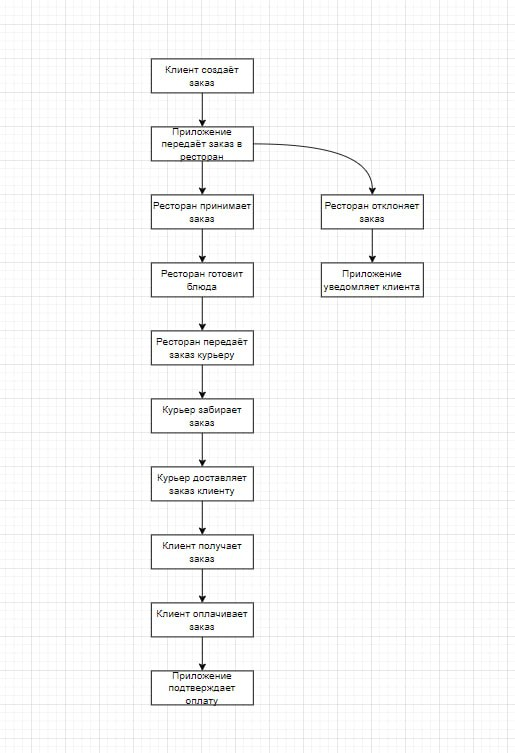 Клиент создаёт
заказ
Приложение
передаёт заказ в
ресторан
Ресторан принимает
заказ
Ресторан отклоняет
заказ
Ресторан готовит
блюда
Приложение
уведомляет клиента
Ресторан передаёт
заказ курьеру
Курьер забирает
заказ
Курьер доставляет
заказ клиенту
Клиент получает
заказ
Клиент оплачивает
заказ
Приложение
подтверждает
оплату